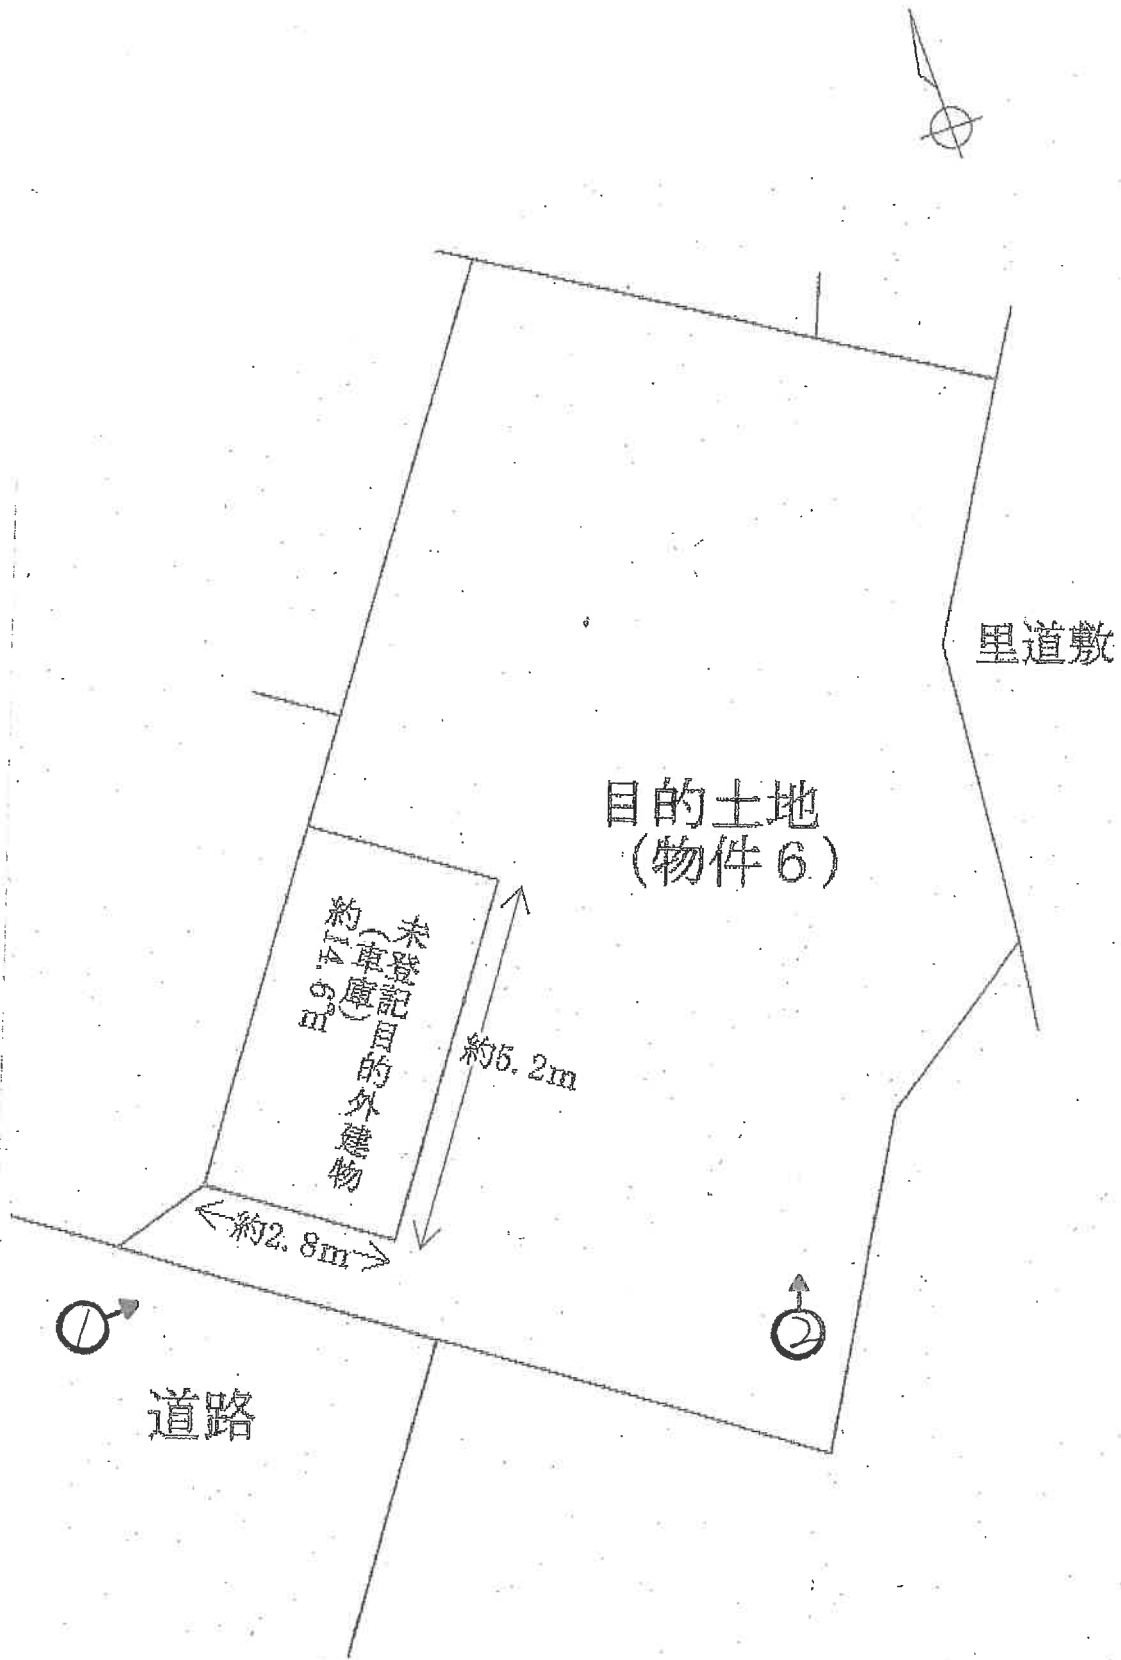 里道敷
目的土地
（物件６）
未登記目的外建物
（車庫）
約14.6㎡
約5.2m
約2.8m
1
2
道路